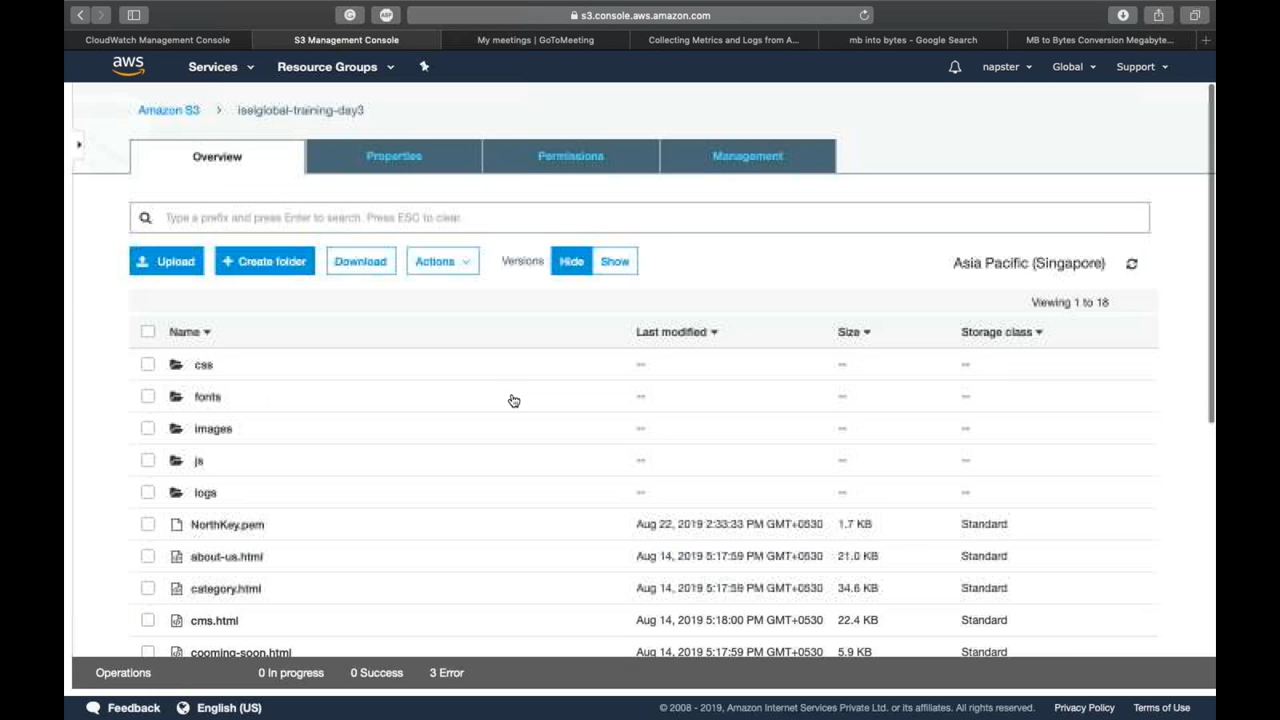 s3.console.aws.amazon.com
CloudWatch Management Console S3 Management Console My meetings | GoToMeeting Collecting Metrics and Logs from A... mb into bytes - Google Search MB to Bytes Conversion Megabyte...
aws Services Resource Groups napster Global Support
Amazon S3 > iselglobal-training-day3
Overview Properties Permissions Management
Type a prefix and press Enter to search. Press ESC to clear.
Upload + Create folder Download Actions Versions Hide Show Asia Pacific (Singapore)
Viewing 1 to 18
Name Last modified Size Storage class
css -- -- --
fonts -- -- --
images -- -- --
js -- -- --
logs -- -- --
NorthKey.pem Aug 22, 2019 2:33:33 PM GMT+0530 1.7 KB Standard
about-us.html Aug 14, 2019 5:17:59 PM GMT+0530 21.0 KB Standard
category.html Aug 14, 2019 5:17:59 PM GMT+0530 34.6 KB Standard
cms.html Aug 14, 2019 5:18:00 PM GMT+0530 22.4 KB Standard
cooming-soon.html Aug 14, 2019 5:17:59 PM GMT+0530 5.9 KB Standard
Operations 0 In progress 0 Success 3 Error
Feedback English (US) © 2008 - 2019, Amazon Internet Services Private Ltd. or its affiliates. All rights reserved. Privacy Policy Terms of Use